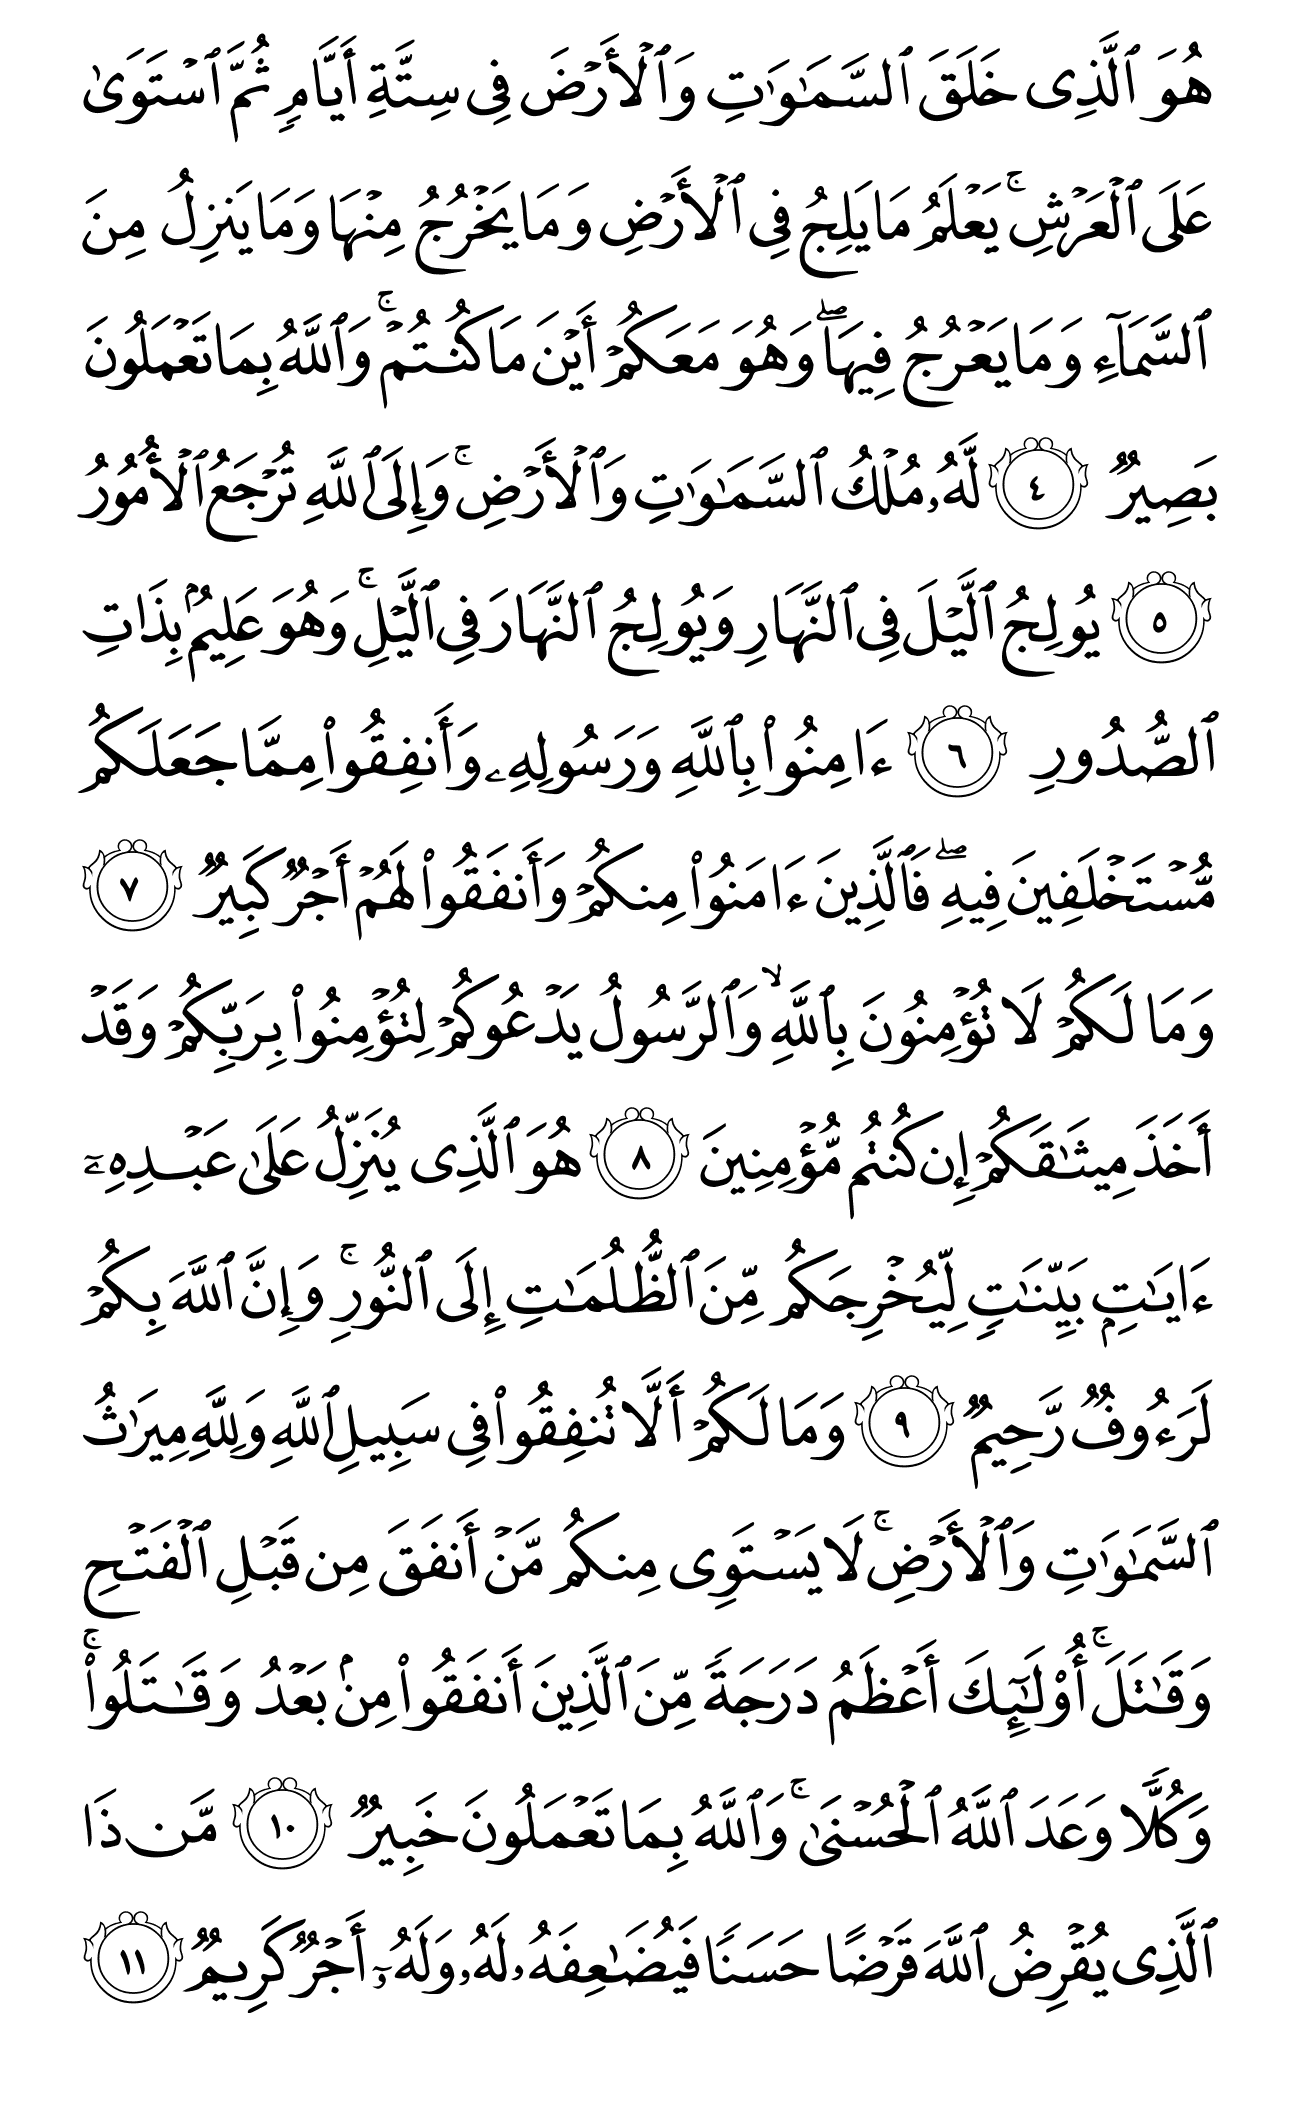 هُوَ ٱلَّذِى خَلَقَ ٱلسَّمَـٰوَٰتِ وَٱلْأَرْضَ فِى سِتَّةِ أَيَّامٍ ثُمَّ ٱسْتَوَىٰ
عَلَى ٱلْعَرْشِ ۚ يَعْلَمُ مَا يَلِجُ فِى ٱلْأَرْضِ وَمَا يَخْرُجُ مِنْهَا وَمَا يَنزِلُ مِنَ
ٱلسَّمَآءِ وَمَا يَعْرُجُ فِيهَا ۖ وَهُوَ مَعَكُمْ أَيْنَ مَا كُنتُمْ ۚ وَٱللَّهُ بِمَا تَعْمَلُونَ
بَصِيرٌ ٤ لَّهُۥ مُلْكُ ٱلسَّمَـٰوَٰتِ وَٱلْأَرْضِ ۚ وَإِلَى ٱللَّهِ تُرْجَعُ ٱلْأُمُورُ
٥ يُولِجُ ٱلَّيْلَ فِى ٱلنَّهَارِ وَيُولِجُ ٱلنَّهَارَ فِى ٱلَّيْلِ ۚ وَهُوَ عَلِيمٌۢ بِذَاتِ
ٱلصُّدُورِ ٦ ءَامِنُوا۟ بِٱللَّهِ وَرَسُولِهِۦ وَأَنفِقُوا۟ مِمَّا جَعَلَكُم
مُّسْتَخْلَفِينَ فِيهِ ۖ فَٱلَّذِينَ ءَامَنُوا۟ مِنكُمْ وَأَنفَقُوا۟ لَهُمْ أَجْرٌ كَبِيرٌ ٧
وَمَا لَكُمْ لَا تُؤْمِنُونَ بِٱللَّهِ ۙ وَٱلرَّسُولُ يَدْعُوكُمْ لِتُؤْمِنُوا۟ بِرَبِّكُمْ وَقَدْ
أَخَذَ مِيثَـٰقَكُمْ إِن كُنتُم مُّؤْمِنِينَ ٨ هُوَ ٱلَّذِى يُنَزِّلُ عَلَىٰ عَبْدِهِۦٓ
ءَايَـٰتٍۭ بَيِّنَـٰتٍ لِّيُخْرِجَكُم مِّنَ ٱلظُّلُمَـٰتِ إِلَى ٱلنُّورِ ۚ وَإِنَّ ٱللَّهَ بِكُمْ
لَرَءُوفٌ رَّحِيمٌ ٩ وَمَا لَكُمْ أَلَّا تُنفِقُوا۟ فِى سَبِيلِ ٱللَّهِ وَلِلَّهِ مِيرَٰثُ
ٱلسَّمَـٰوَٰتِ وَٱلْأَرْضِ ۚ لَا يَسْتَوِى مِنكُم مَّنْ أَنفَقَ مِن قَبْلِ ٱلْفَتْحِ
وَقَـٰتَلَ ۚ أُو۟لَـٰٓئِكَ أَعْظَمُ دَرَجَةً مِّنَ ٱلَّذِينَ أَنفَقُوا۟ مِنۢ بَعْدُ وَقَـٰتَلُوا۟ ۚ
وَكُلًّا وَعَدَ ٱللَّهُ ٱلْحُسْنَىٰ ۚ وَٱللَّهُ بِمَا تَعْمَلُونَ خَبِيرٌ ١٠ مَّن ذَا
ٱلَّذِى يُقْرِضُ ٱللَّهَ قَرْضًا حَسَنًا فَيُضَـٰعِفَهُۥ لَهُۥ وَلَهُۥٓ أَجْرٌ كَرِيمٌ ١١